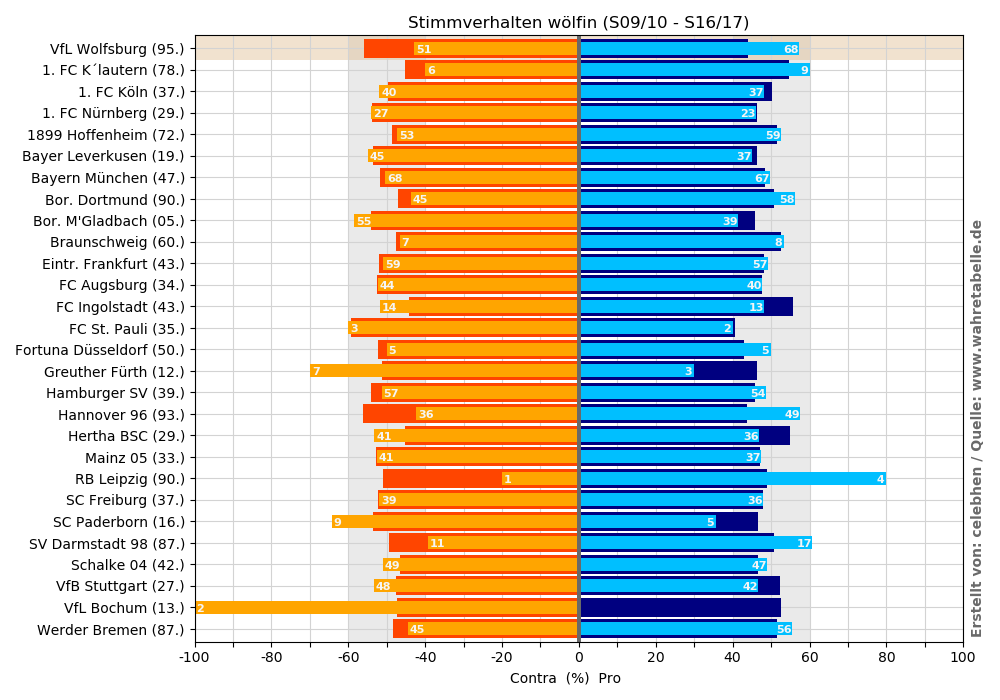 Stimmverhalten wölfin (S09/10 - S16/17)
VfL Wolfsburg (95.) 51 68
1. FC K´lautern (78.) 6 9
1. FC Köln (37.) 40 37
1. FC Nürnberg (29.) 27 23
1899 Hoffenheim (72.) 53 59
Bayer Leverkusen (19.) 45 37
Bayern München (47.) 68 67
Bor. Dortmund (90.) 45 58
Bor. M'Gladbach (05.) 55 39
Braunschweig (60.) 7 8
Eintr. Frankfurt (43.) 59 57
FC Augsburg (34.) 44 40
FC Ingolstadt (43.) 14 13
FC St. Pauli (35.) 3 2
Fortuna Düsseldorf (50.) 5 5
Greuther Fürth (12.) 7 3
Hamburger SV (39.) 57 54
Hannover 96 (93.) 36 49
Hertha BSC (29.) 41 36
Mainz 05 (33.) 41 37
RB Leipzig (90.) 1 4
SC Freiburg (37.) 39 36
SC Paderborn (16.) 9 5
SV Darmstadt 98 (87.) 11 17
Schalke 04 (42.) 49 47
VfB Stuttgart (27.) 48 42
VfL Bochum (13.) 2
Werder Bremen (87.) 45 56
-100 -80 -60 -40 -20 0 20 40 60 80 100
Contra (%) Pro
Erstellt von: celebhen / Quelle: www.wahretabelle.de